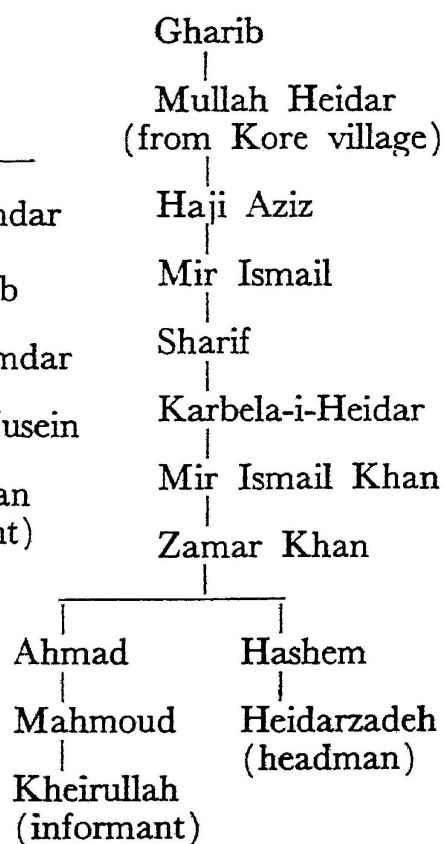 Gharib
Mullah Heidar
(from Kore village)
Haji Aziz
Mir Ismail
Sharif
Karbela-i-Heidar
Mir Ismail Khan
Zamar Khan
Ahmad Hashem
Mahmoud Heidarzadeh
(headman)
Kheirullah
(informant)